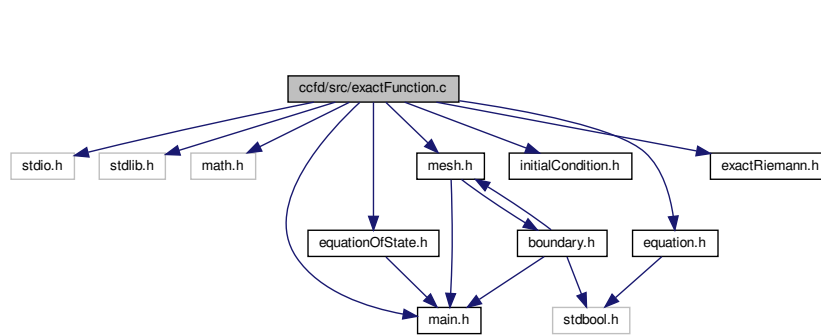 ccfd/src/exactFunction.c
stdio.h
stdlib.h
math.h
mesh.h
initialCondition.h
exactRiemann.h
equationOfState.h
boundary.h
equation.h
main.h
stdbool.h